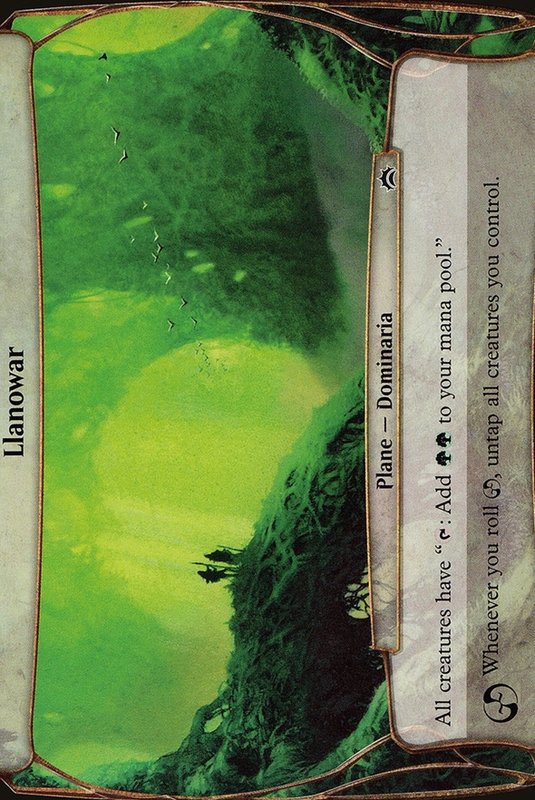 Llanowar
Plane — Dominaria
All creatures have “: Add to your mana pool.”
Whenever you roll , untap all creatures you control.